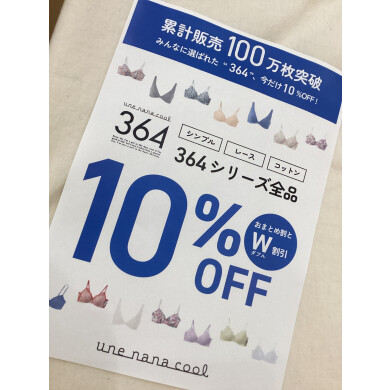 累計販売100万枚突破
みんなに選ばれた "364"、今だけ10%OFF!
une nana cool
364
シンプル レース コットン
364シリーズ全品
10%OFF
おまとめ割と
W割引
ダブル
une nana cool